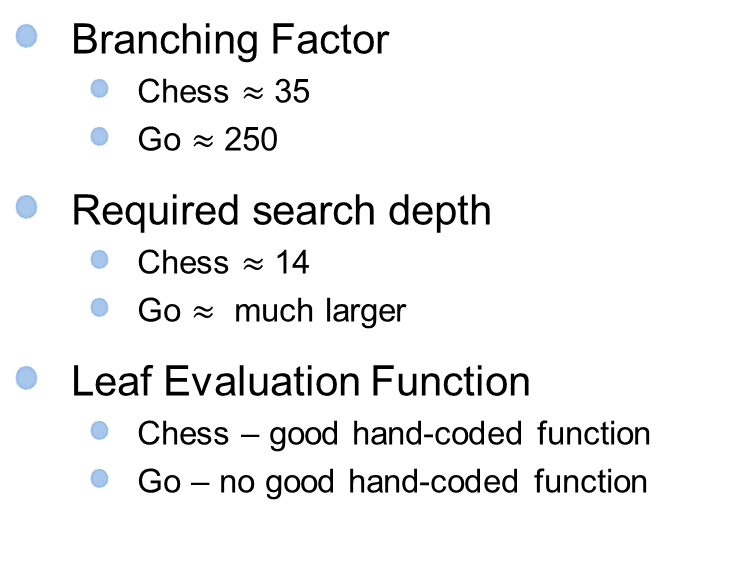 Branching Factor
Chess ≈ 35
Go ≈ 250
Required search depth
Chess ≈ 14
Go ≈ much larger
Leaf Evaluation Function
Chess – good hand-coded function
Go – no good hand-coded function